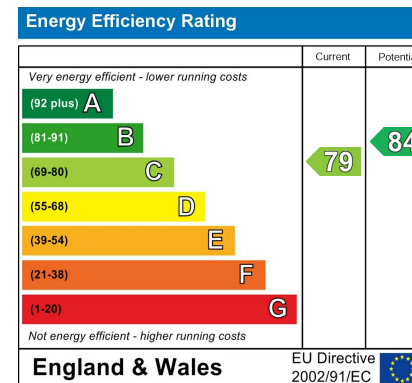 Energy Efficiency Rating
Current Potenti
Very energy efficient - lower running costs
(92 plus) A
(81-91) B
84
(69-80) C
79
(55-68) D
(39-54) E
(21-38) F
(1-20) G
Not energy efficient - higher running costs
England & Wales
EU Directive
2002/91/EC